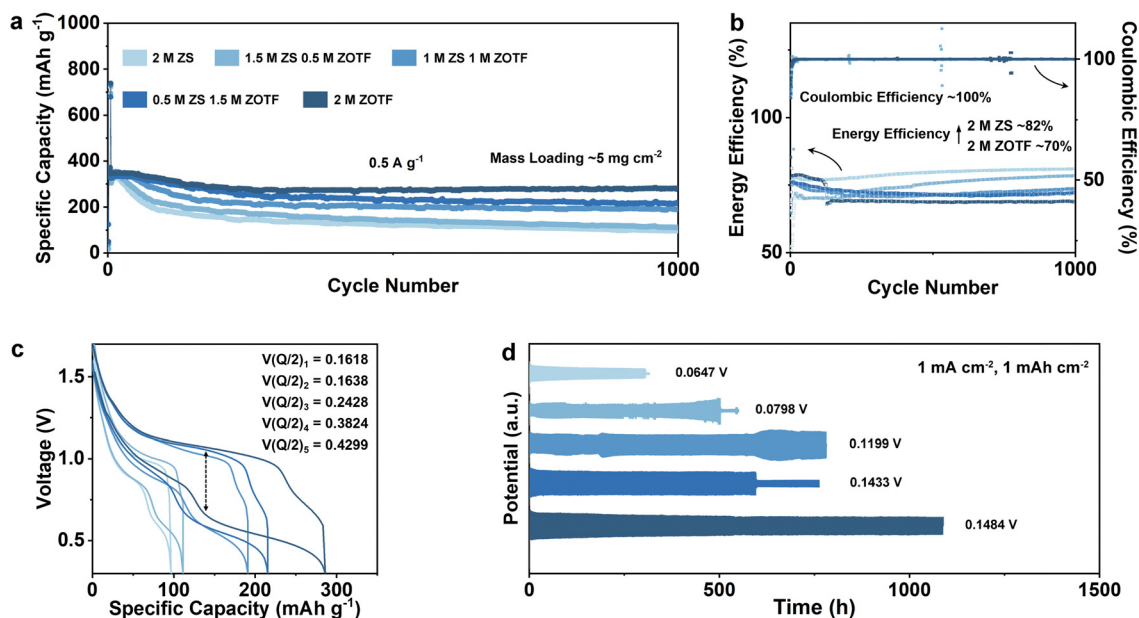 a
1000
800
600
400
200
0
Specific Capacity (mAh g⁻¹)
2 M ZS
1.5 M ZS 0.5 M ZOTF
1 M ZS 1 M ZOTF
0.5 M ZS 1.5 M ZOTF
2 M ZOTF
0.5 A g⁻¹
Mass Loading ~5 mg cm⁻²
0
1000
Cycle Number
b
100
50
Energy Efficiency (%)
Coulombic Efficiency ~100%
Energy Efficiency
2 M ZS ~82%
2 M ZOTF ~70%
100
50
Coulombic Efficiency (%)
0
1000
Cycle Number
c
1.5
1.0
0.5
Voltage (V)
V(Q/2)₁ = 0.1618
V(Q/2)₂ = 0.1638
V(Q/2)₃ = 0.2428
V(Q/2)₄ = 0.3824
V(Q/2)₅ = 0.4299
0
100
200
300
Specific Capacity (mAh g⁻¹)
d
Potential (a.u.)
1 mA cm⁻², 1 mAh cm⁻²
0.0647 V
0.0798 V
0.1199 V
0.1433 V
0.1484 V
0
500
1000
1500
Time (h)